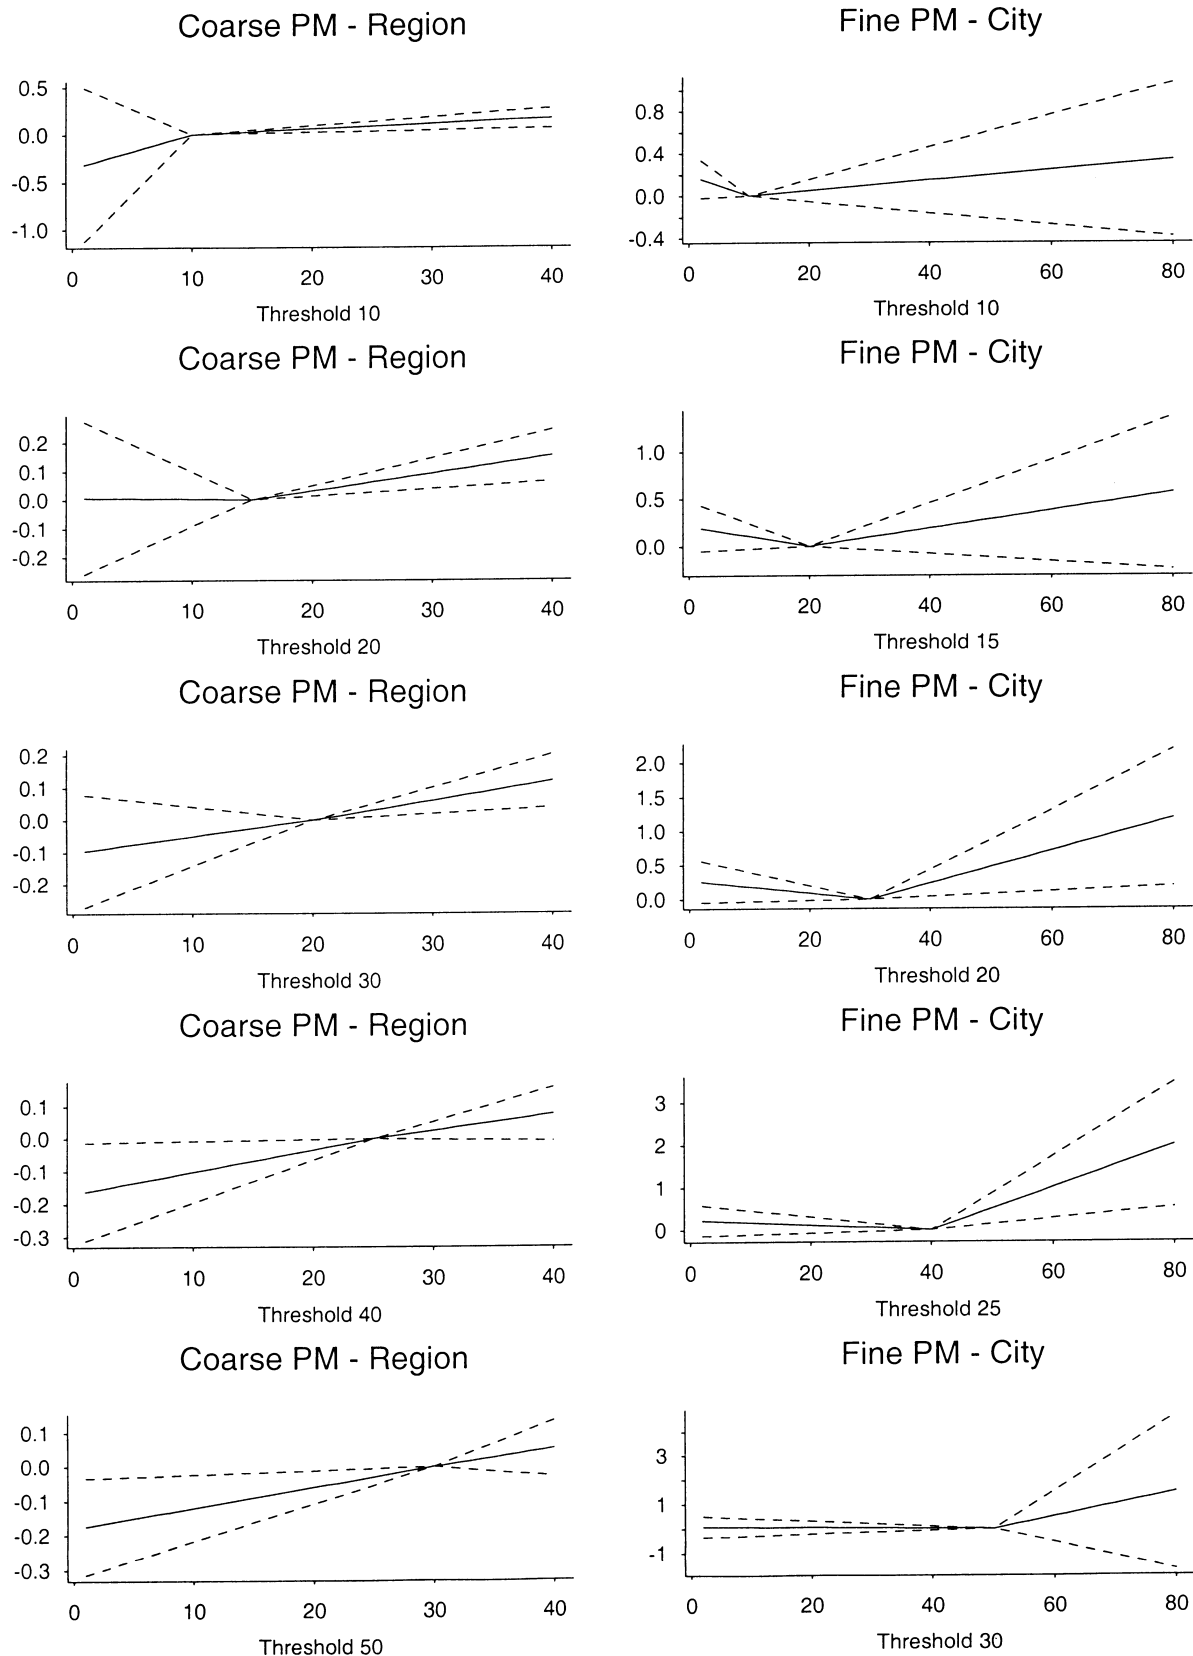 Coarse PM - Region
0.5
0.0
-0.5
-1.0
0 10 20 30 40
Threshold 10
Fine PM - City
0.8
0.4
0.0
-0.4
0 20 40 60 80
Threshold 10
Coarse PM - Region
0.2
0.1
0.0
-0.1
-0.2
0 10 20 30 40
Threshold 20
Fine PM - City
1.0
0.5
0.0
0 20 40 60 80
Threshold 15
Coarse PM - Region
0.2
0.1
0.0
-0.1
-0.2
0 10 20 30 40
Threshold 30
Fine PM - City
2.0
1.5
1.0
0.5
0.0
0 20 40 60 80
Threshold 20
Coarse PM - Region
0.1
0.0
-0.1
-0.2
-0.3
0 10 20 30 40
Threshold 40
Fine PM - City
3
2
1
0
0 20 40 60 80
Threshold 25
Coarse PM - Region
0.1
0.0
-0.1
-0.2
-0.3
0 10 20 30 40
Threshold 50
Fine PM - City
3
1
-1
0 20 40 60 80
Threshold 30